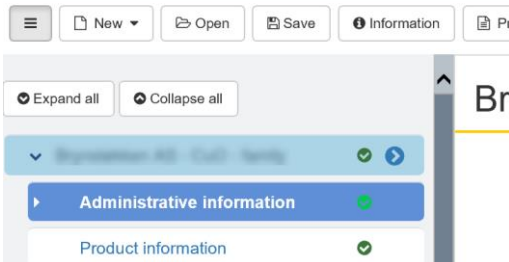 New Open Save Information
Expand all Collapse all Br
Administrative information
Product information